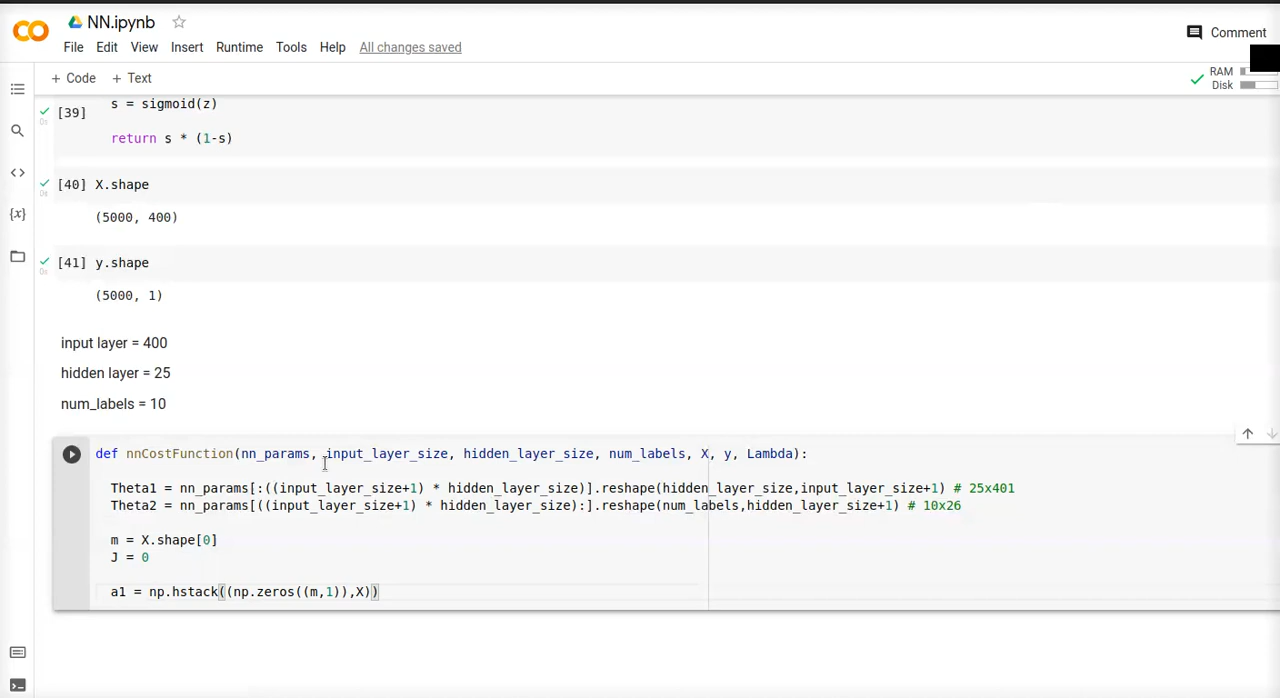 NN.ipynb
File Edit View Insert Runtime Tools Help All changes saved
Comment
+ Code + Text
RAM
Disk
[39] s = sigmoid(z)
return s * (1-s)
[40] X.shape
(5000, 400)
[41] y.shape
(5000, 1)
input layer = 400
hidden layer = 25
num_labels = 10
def nnCostFunction(nn_params, input_layer_size, hidden_layer_size, num_labels, X, y, Lambda):
Theta1 = nn_params[:((input_layer_size+1) * hidden_layer_size)].reshape(hidden_layer_size,input_layer_size+1) # 25x401
Theta2 = nn_params[((input_layer_size+1) * hidden_layer_size):].reshape(num_labels,hidden_layer_size+1) # 10x26
m = X.shape[0]
J = 0
a1 = np.hstack((np.zeros((m,1)),X))